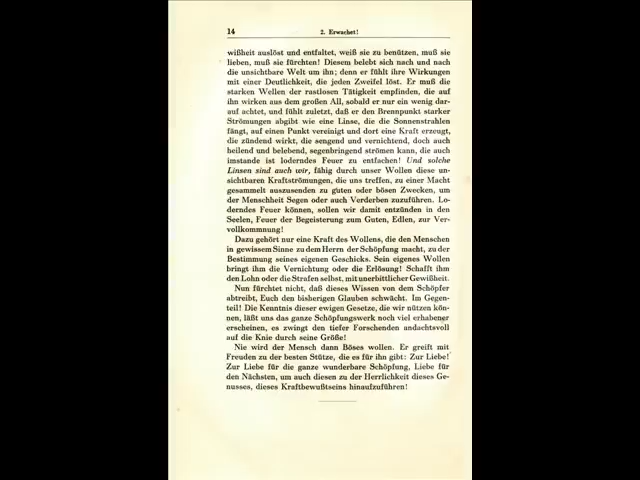 14
2. Erwachet!
wißheit auslöst und entfaltet, weiß sie zu benützen, muß sie
lieben, muß sie fürchten! Diesem belebt sich nach und nach
die unsichtbare Welt um ihn; denn er fühlt ihre Wirkungen
mit einer Deutlichkeit, die jeden Zweifel löst. Er muß die
starken Wellen der rastlosen Tätigkeit empfinden, die auf
ihn wirken aus dem großen All, sobald er nur ein wenig dar-
auf achtet, und fühlt zuletzt, daß er den Brennpunkt starker
Strömungen abgibt wie eine Linse, die die Sonnenstrahlen
fängt, auf einen Punkt vereinigt und dort eine Kraft erzeugt,
die zündend wirkt, die sengend und vernichtend, doch auch
heilend und belebend, segenbringend strömen kann, die auch
imstande ist loderndes Feuer zu entfachen! Und solche
Linsen sind auch wir, fähig durch unser Wollen diese un-
sichtbaren Kraftströmungen, die uns treffen, zu einer Macht
gesammelt auszusenden zu guten oder bösen Zwecken, um
der Menschheit Segen oder auch Verderben zuzuführen. Lo-
derndes Feuer können, sollen wir damit entzünden in den
Seelen, Feuer der Begeisterung zum Guten, Edlen, zur Ver-
vollkommnung!
Dazu gehört nur eine Kraft des Wollens, die den Menschen
in gewissem Sinne zu dem Herrn der Schöpfung macht, zu der
Bestimmung seines eigenen Geschicks. Sein eigenes Wollen
bringt ihm die Vernichtung oder die Erlösung! Schafft ihm
den Lohn oder die Strafen selbst, mit unerbittlicher Gewißheit.
Nun fürchtet nicht, daß dieses Wissen von dem Schöpfer
abtreibt, Euch den bisherigen Glauben schwächt. Im Gegen-
teil! Die Kenntnis dieser ewigen Gesetze, die wir nützen kön-
nen, läßt uns das ganze Schöpfungswerk noch viel erhabener
erscheinen, es zwingt den tiefer Forschenden andachtsvoll
auf die Knie durch seine Größe!
Nie wird der Mensch dann Böses wollen. Er greift mit
Freuden zu der besten Stütze, die es für ihn gibt: Zur Liebe!
Zur Liebe für die ganze wunderbare Schöpfung, Liebe für
den Nächsten, um auch diesen zu der Herrlichkeit dieses Ge-
nusses, dieses Kraftbewußtseins hinaufzuführen!